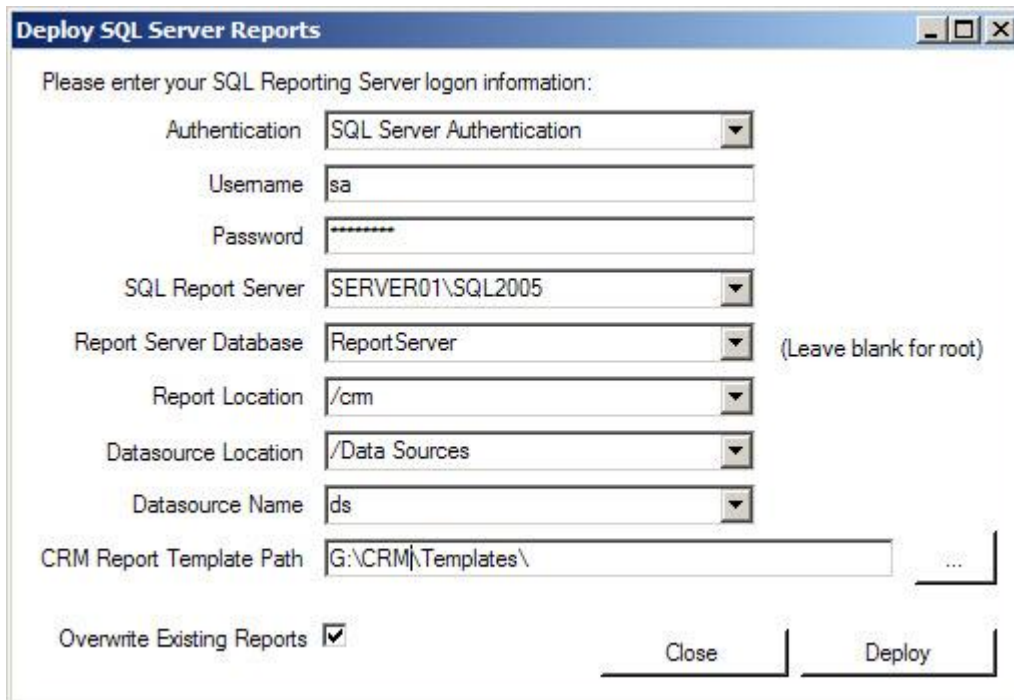 Deploy SQL Server Reports
Please enter your SQL Reporting Server logon information:
Authentication SQL Server Authentication
Username sa
Password ********
SQL Report Server SERVER01\SQL2005
Report Server Database ReportServer (Leave blank for root)
Report Location /crm
Datasource Location /Data Sources
Datasource Name ds
CRM Report Template Path G:\CRM\Templates\ ...
Overwrite Existing Reports Close Deploy